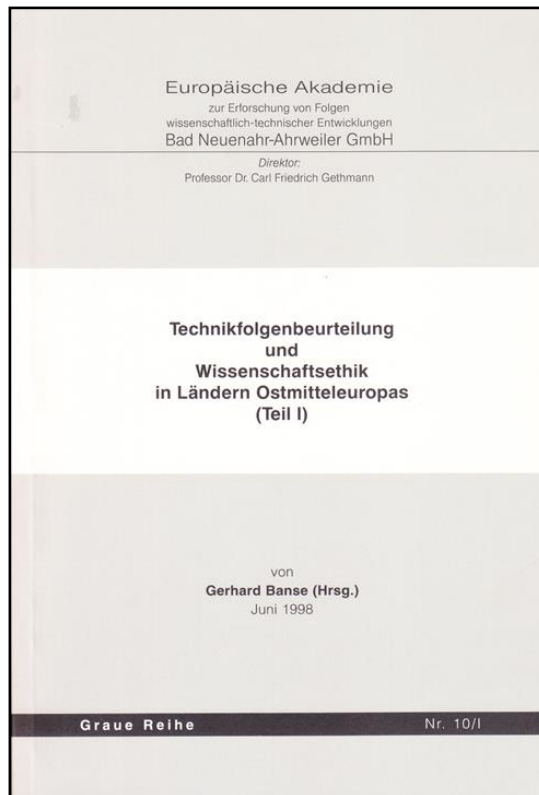 Europäische Akademie
zur Erforschung von Folgen
wissenschaftlich-technischer Entwicklungen
Bad Neuenahr-Ahrweiler GmbH
Direktor:
Professor Dr. Carl Friedrich Gethmann
Technikfolgenbeurteilung
und
Wissenschaftsethik
in Ländern Ostmitteleuropas
(Teil I)
von
Gerhard Banse (Hrsg.)
Juni 1998
Graue Reihe Nr. 10/I